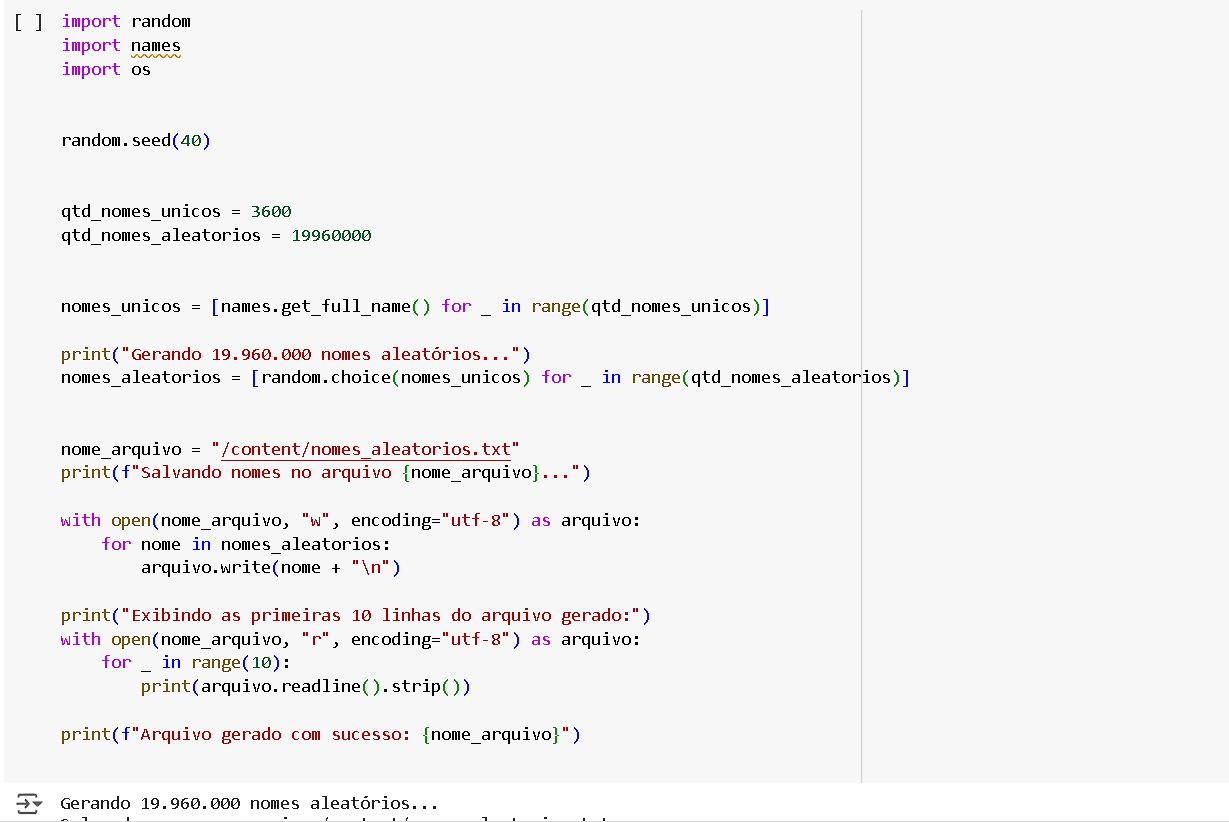 [ ] import random
import names
import os
random.seed(40)
qtd_nomes_unicos = 3600
qtd_nomes_aleatorios = 19960000
nomes_unicos = [names.get_full_name() for _ in range(qtd_nomes_unicos)]
print("Gerando 19.960.000 nomes aleatórios...")
nomes_aleatorios = [random.choice(nomes_unicos) for _ in range(qtd_nomes_aleatorios)]
nome_arquivo = "/content/nomes_aleatorios.txt"
print(f"Salvando nomes no arquivo {nome_arquivo}...")
with open(nome_arquivo, "w", encoding="utf-8") as arquivo:
    for nome in nomes_aleatorios:
        arquivo.write(nome + "\n")
print("Exibindo as primeiras 10 linhas do arquivo gerado:")
with open(nome_arquivo, "r", encoding="utf-8") as arquivo:
    for _ in range(10):
        print(arquivo.readline().strip())
print(f"Arquivo gerado com sucesso: {nome_arquivo}")
Gerando 19.960.000 nomes aleatórios...